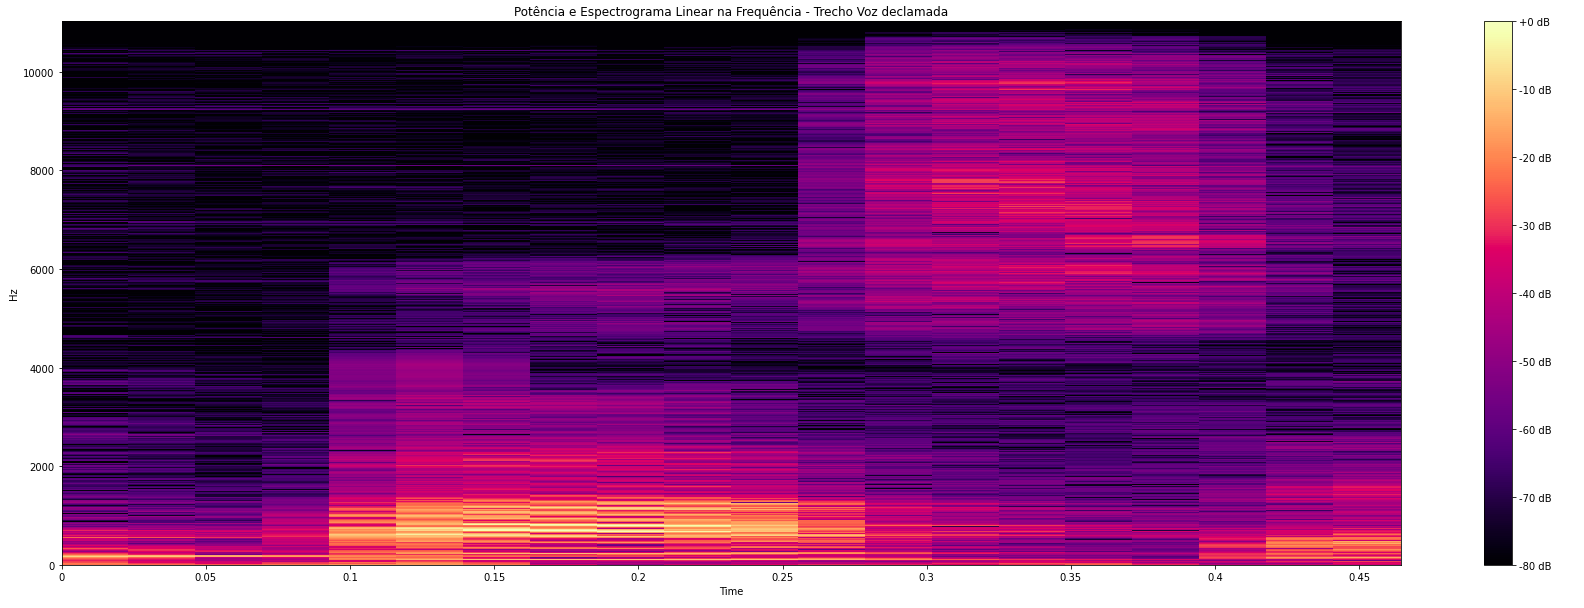 Potência e Espectrograma Linear na Frequência - Trecho Voz declamada
10000
8000
6000
4000
2000
0
Hz
0
0.05
0.1
0.15
0.2
0.25
0.3
0.35
0.4
0.45
Time
+0 dB
-10 dB
-20 dB
-30 dB
-40 dB
-50 dB
-60 dB
-70 dB
-80 dB